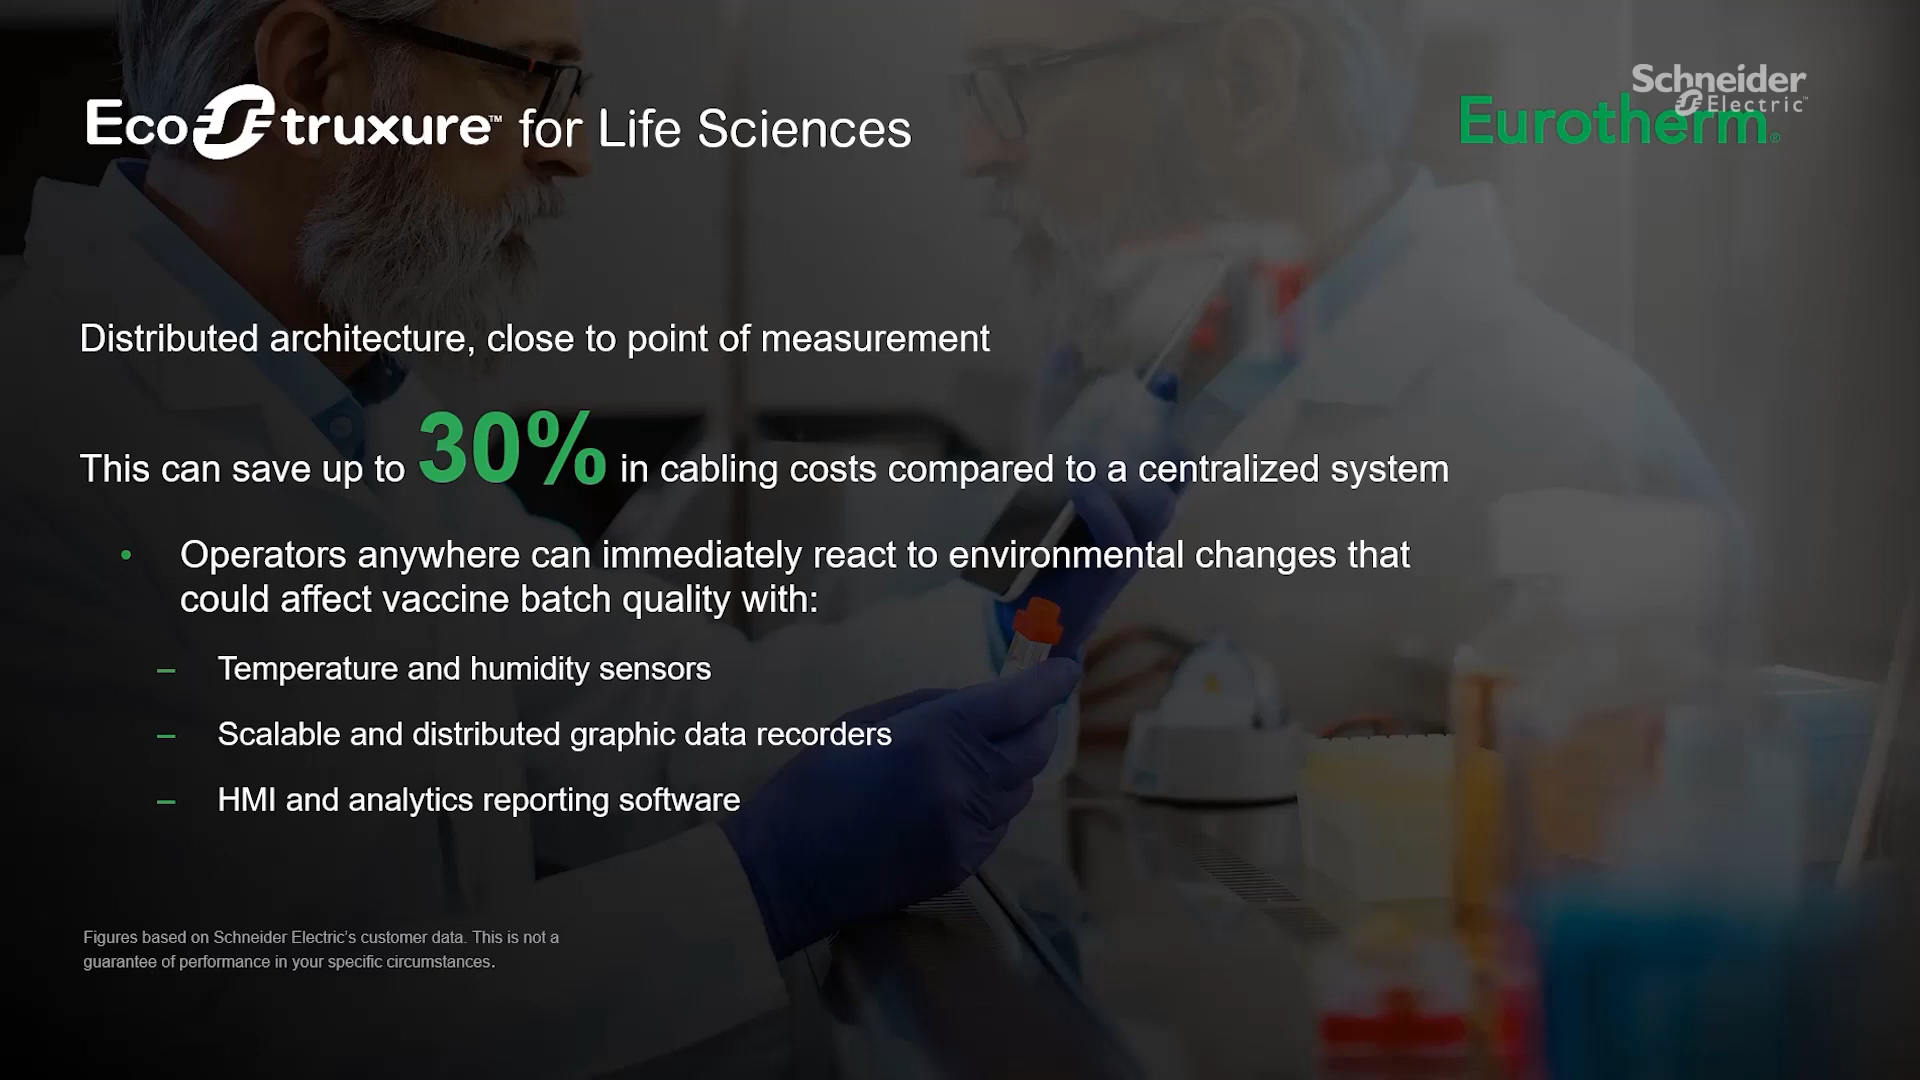 EcoStruxure™ for Life Sciences
Schneider
Electric™
Eurotherm®
Distributed architecture, close to point of measurement
This can save up to 30% in cabling costs compared to a centralized system
• Operators anywhere can immediately react to environmental changes that
could affect vaccine batch quality with:
– Temperature and humidity sensors
– Scalable and distributed graphic data recorders
– HMI and analytics reporting software
Figures based on Schneider Electric’s customer data. This is not a
guarantee of performance in your specific circumstances.